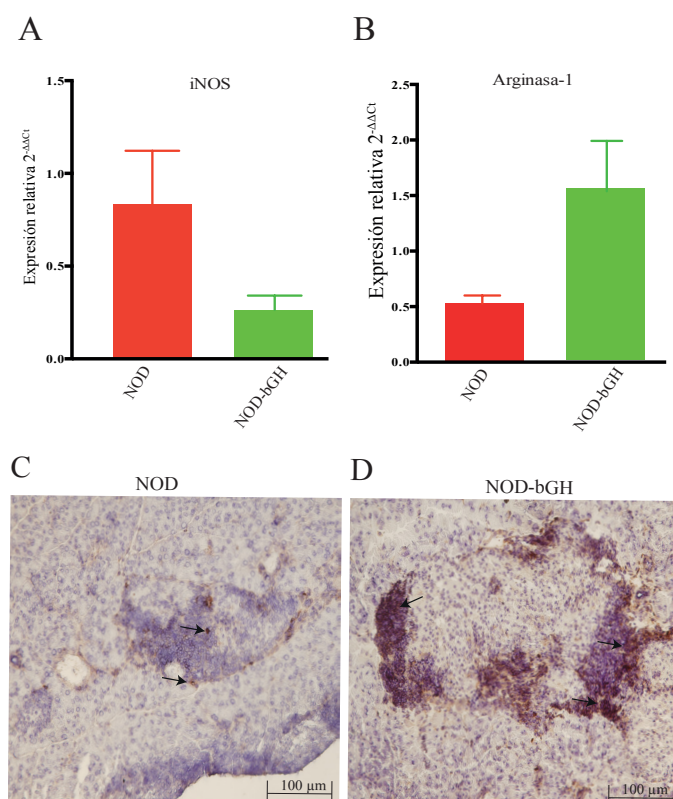 A
iNOS
Expresión relativa 2-ΔΔCt
1.5
1.0
0.5
0.0
NOD
NOD-bGH
B
Arginasa-1
Expresión relativa 2-ΔΔCt
2.5
2.0
1.5
1.0
0.5
0.0
NOD
NOD-bGH
C
NOD
100 μm
D
NOD-bGH
100 μm